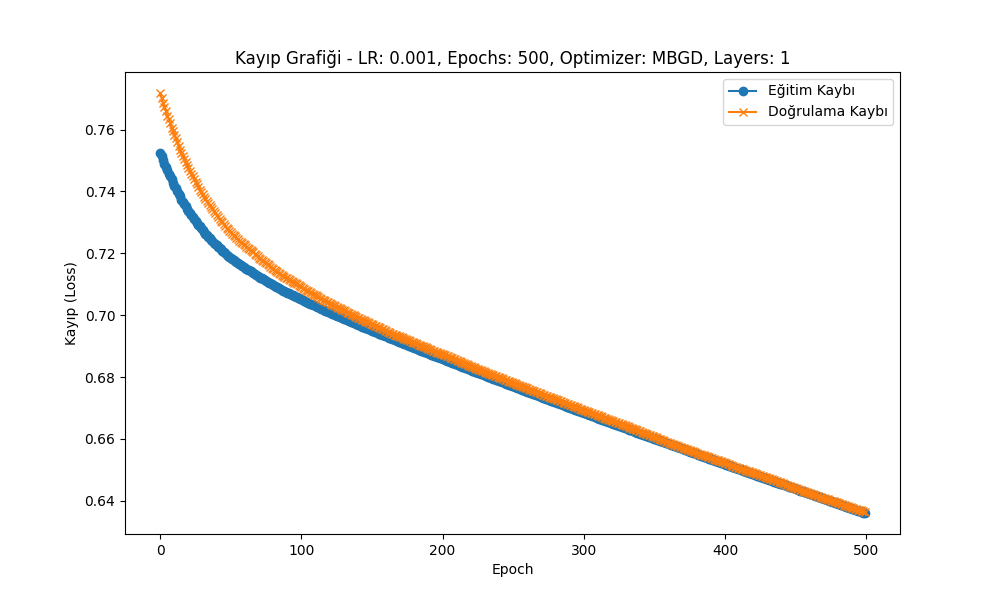 Kayıp Grafiği - LR: 0.001, Epochs: 500, Optimizer: MBGD, Layers: 1
Eğitim Kaybı
Doğrulama Kaybı
Kayıp (Loss)
0.76
0.74
0.72
0.70
0.68
0.66
0.64
0 100 200 300 400 500
Epoch